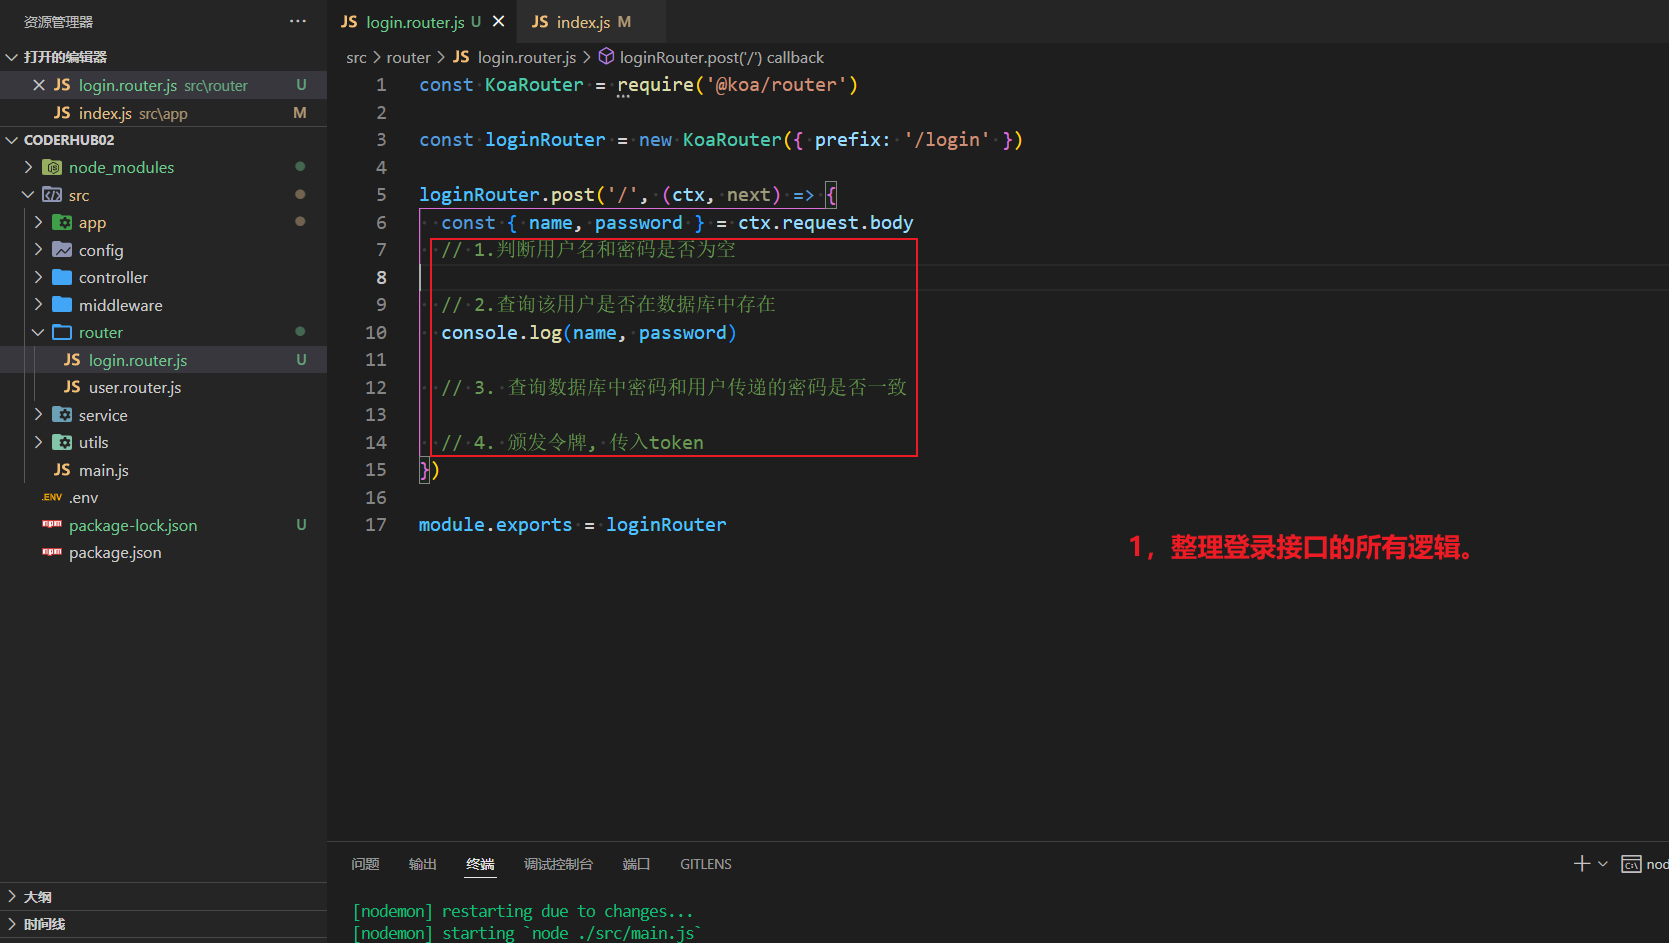 资源管理器 ···
打开的编辑器
JS login.router.js src\router U
JS index.js src\app M
CODERHUB02
node_modules
src
app
config
controller
middleware
router
JS login.router.js U
JS user.router.js
service
utils
JS main.js
.ENV .env
npm package-lock.json U
npm package.json
大纲
时间线
JS login.router.js U
JS index.js M
src > router > JS login.router.js > loginRouter.post('/') callback
1 const KoaRouter = require('@koa/router')
2
3 const loginRouter = new KoaRouter({ prefix: '/login' })
4
5 loginRouter.post('/', (ctx, next) => {
6 const { name, password } = ctx.request.body
7 // 1.判断用户名和密码是否为空
8
9 // 2.查询该用户是否在数据库中存在
10 console.log(name, password)
11
12 // 3. 查询数据库中密码和用户传递的密码是否一致
13
14 // 4. 颁发令牌, 传入token
15 })
16
17 module.exports = loginRouter
1，整理登录接口的所有逻辑。
问题 输出 终端 调试控制台 端口 GITLENS
nod
[nodemon] restarting due to changes...
[nodemon] starting `node ./src/main.js`